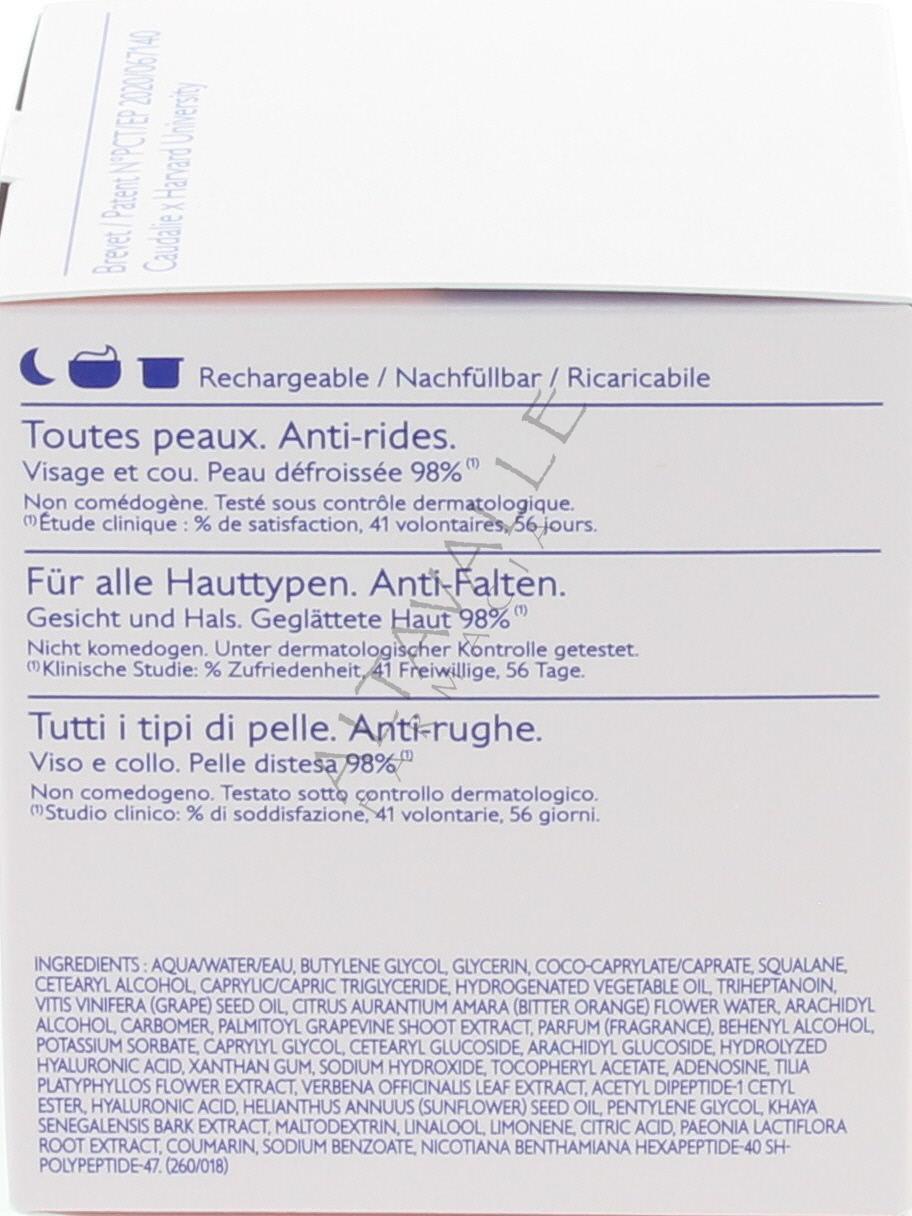 Brevet / Patent N°PCT/EP 2020/067140
Caudalie x Harvard University
Rechargeable / Nachfüllbar / Ricaricabile
Toutes peaux. Anti-rides.
Visage et cou. Peau défroissée 98%(1)
Non comédogène. Testé sous contrôle dermatologique.
(1)Étude clinique : % de satisfaction, 41 volontaires, 56 jours.
Für alle Hauttypen. Anti-Falten.
Gesicht und Hals. Geglättete Haut 98%(1)
Nicht komedogen. Unter dermatologischer Kontrolle getestet.
(1)Klinische Studie: % Zufriedenheit, 41 Freiwillige, 56 Tage.
Tutti i tipi di pelle. Anti-rughe.
Viso e collo. Pelle distesa 98%(1)
Non comedogeno. Testato sotto controllo dermatologico.
(1)Studio clinico: % di soddisfazione, 41 volontarie, 56 giorni.
ALTAVALLE
FARMACIA
INGREDIENTS : AQUA/WATER/EAU, BUTYLENE GLYCOL, GLYCERIN, COCO-CAPRYLATE/CAPRATE, SQUALANE,
CETEARYL ALCOHOL, CAPRYLIC/CAPRIC TRIGLYCERIDE, HYDROGENATED VEGETABLE OIL, TRIHEPTANOIN,
VITIS VINIFERA (GRAPE) SEED OIL, CITRUS AURANTIUM AMARA (BITTER ORANGE) FLOWER WATER, ARACHIDYL
ALCOHOL, CARBOMER, PALMITOYL GRAPEVINE SHOOT EXTRACT, PARFUM (FRAGRANCE), BEHENYL ALCOHOL,
POTASSIUM SORBATE, CAPRYLYL GLYCOL, CETEARYL GLUCOSIDE, ARACHIDYL GLUCOSIDE, HYDROLYZED
HYALURONIC ACID, XANTHAN GUM, SODIUM HYDROXIDE, TOCOPHERYL ACETATE, ADENOSINE, TILIA
PLATYPHYLLOS FLOWER EXTRACT, VERBENA OFFICINALIS LEAF EXTRACT, ACETYL DIPEPTIDE-1 CETYL
ESTER, HYALURONIC ACID, HELIANTHUS ANNUUS (SUNFLOWER) SEED OIL, PENTYLENE GLYCOL, KHAYA
SENEGALENSIS BARK EXTRACT, MALTODEXTRIN, LINALOOL, LIMONENE, CITRIC ACID, PAEONIA LACTIFLORA
ROOT EXTRACT, COUMARIN, SODIUM BENZOATE, NICOTIANA BENTHAMIANA HEXAPEPTIDE-40 SH-
POLYPEPTIDE-47. (260/018)